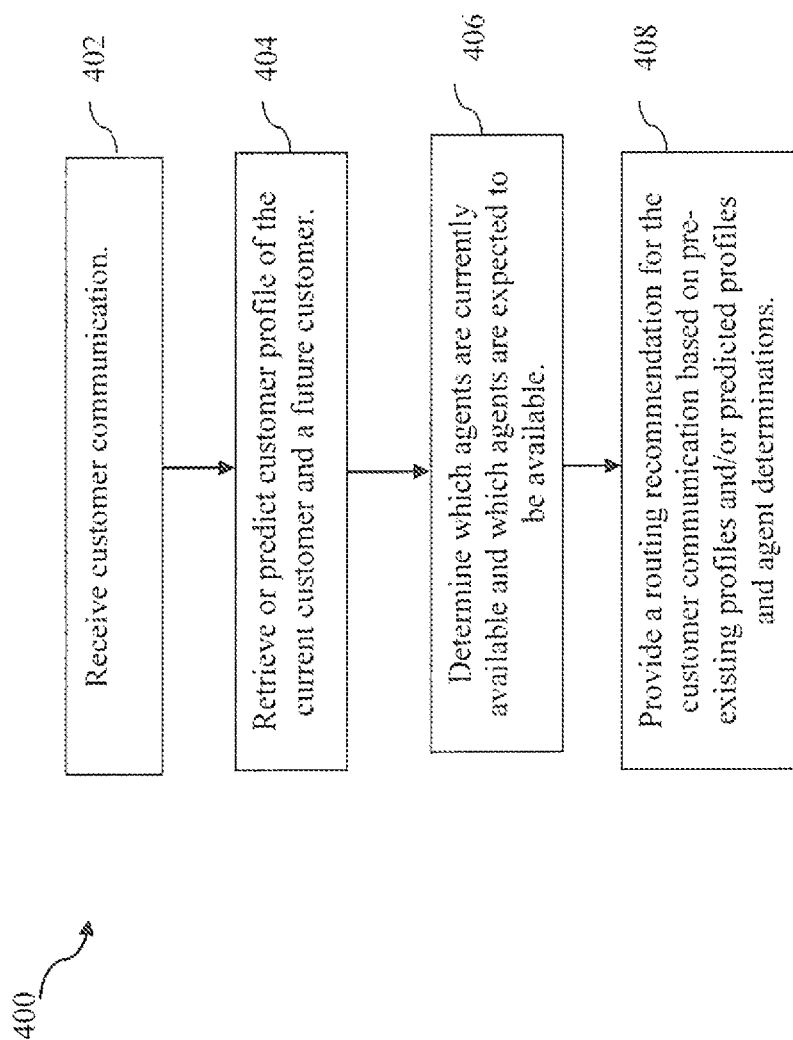 400
402
Receive customer communication.
404
Retrieve or predict customer profile of the
current customer and a future customer.
406
Determine which agents are currently
available and which agents are expected to
be available.
408
Provide a routing recommendation for the
customer communication based on pre-
existing profiles and/or predicted profiles
and agent determinations.